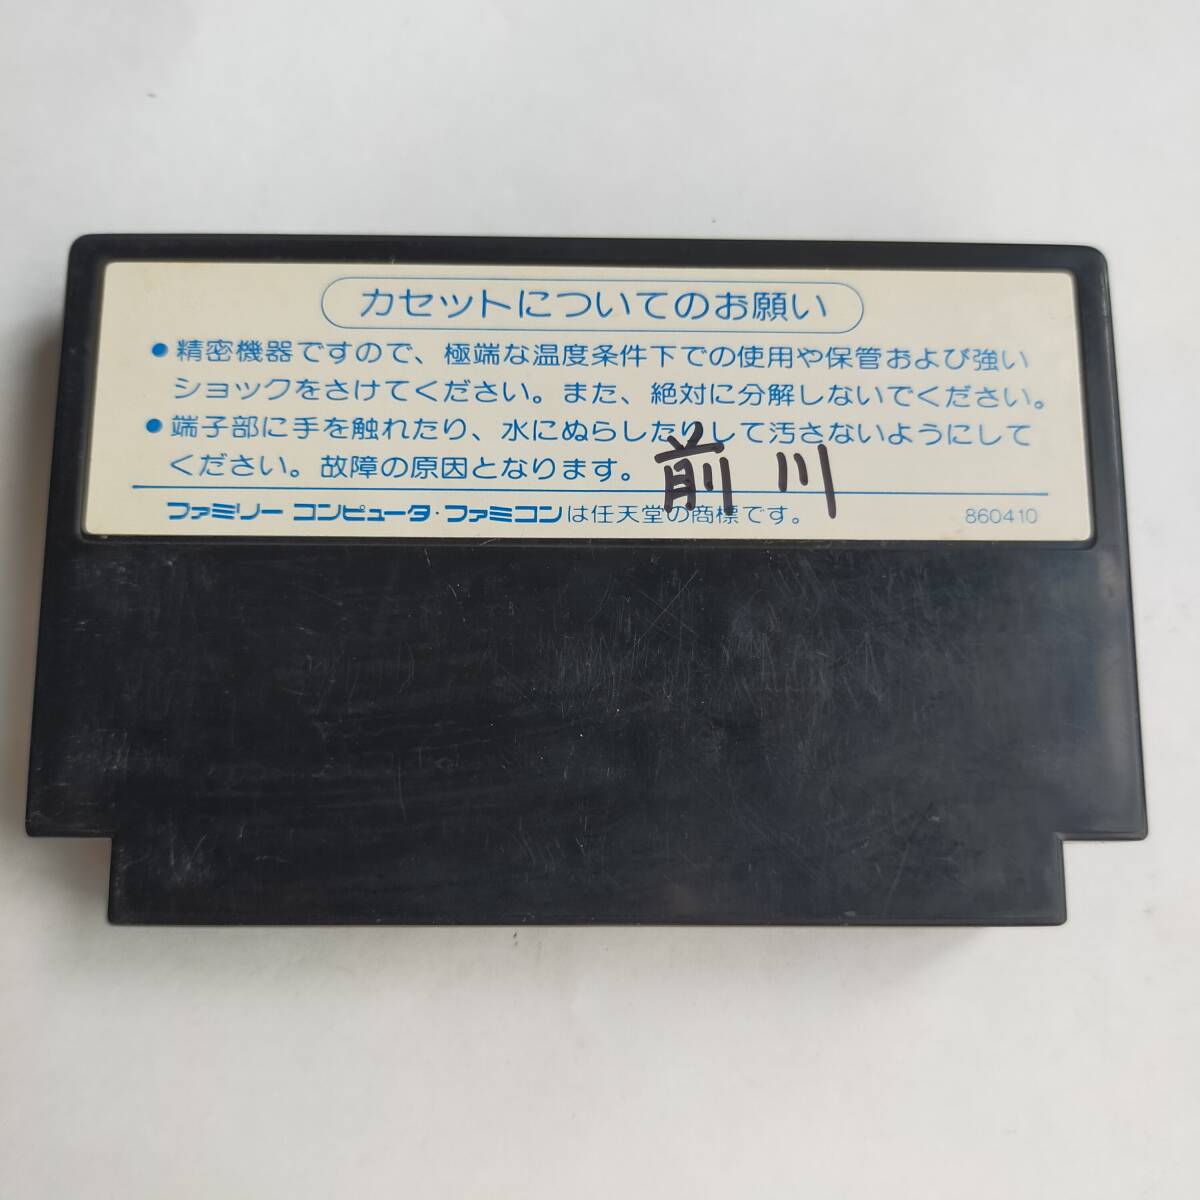 カセットについてのお願い
● 精密機器ですので、極端な温度条件下での使用や保管および強い
ショックをさけてください。また、絶対に分解しないでください。
● 端子部に手を触れたり、水にぬらしたりして汚さないようにして
ください。故障の原因となります。
前川
ファミリー コンピュータ・ファミコンは任天堂の商標です。 860410